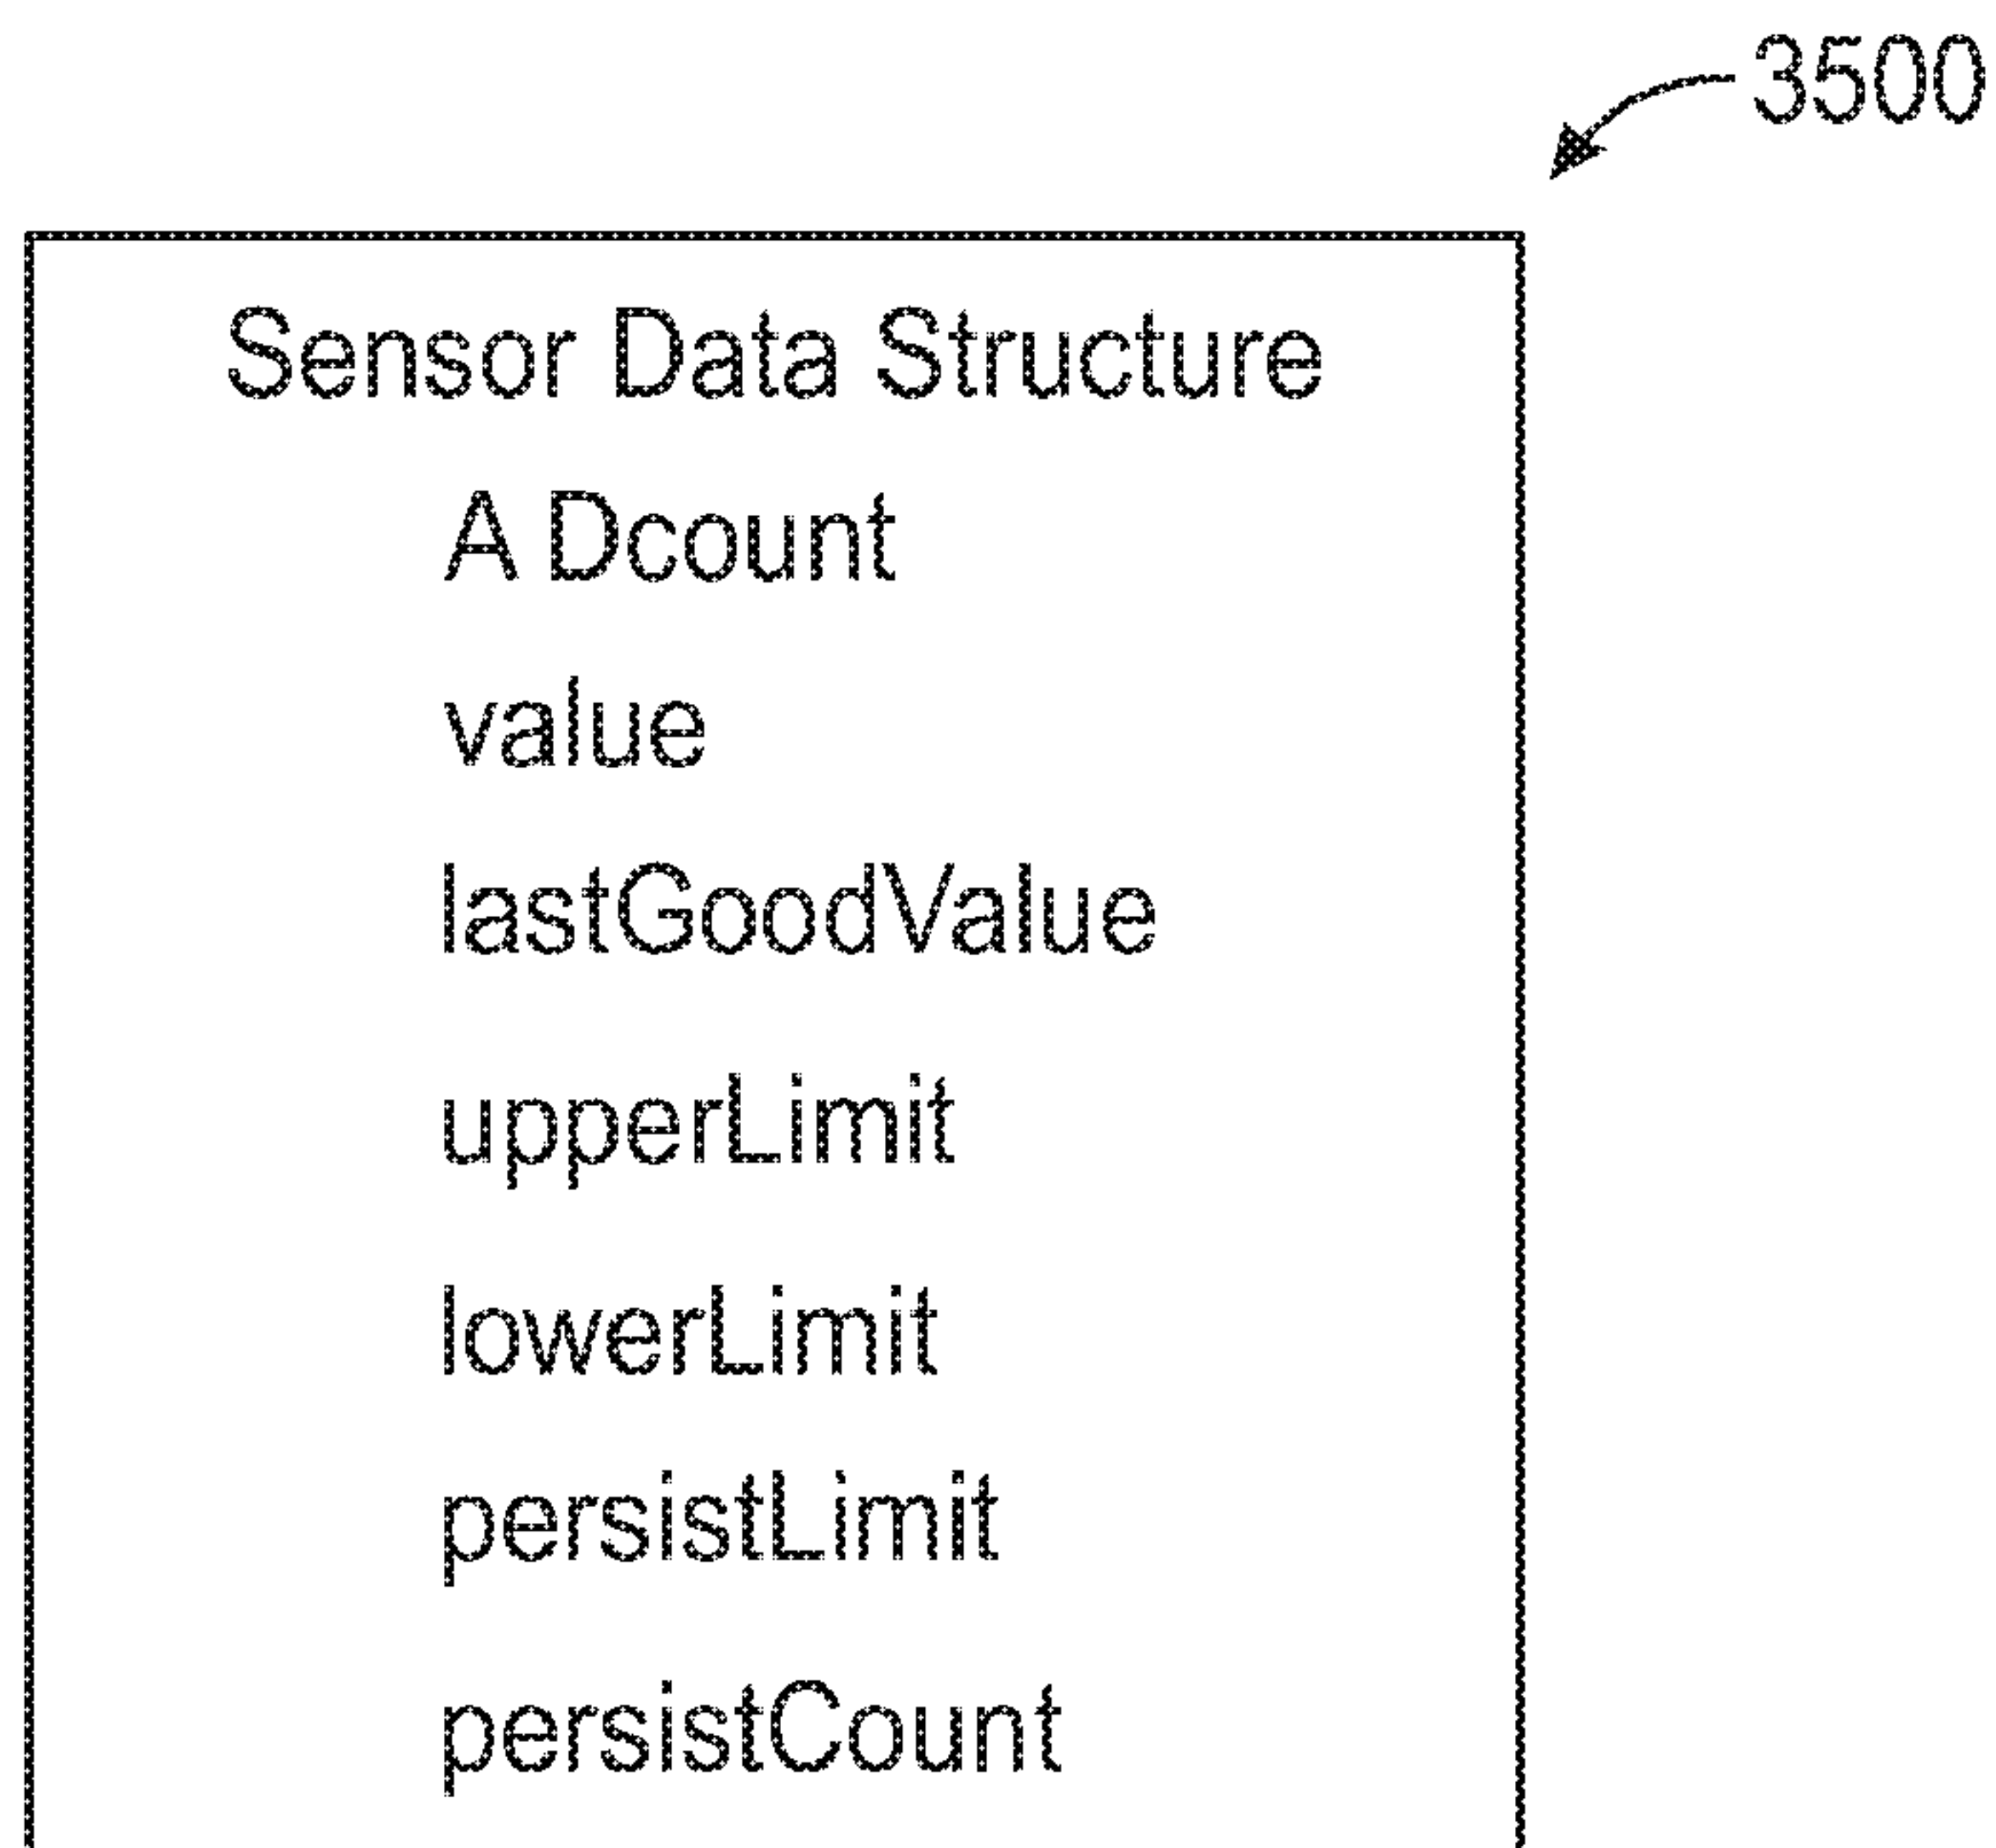 3500
Sensor Data Structure
A Dcount
value
lastGoodValue
upperLimit
lowerLimit
persistLimit
persistCount